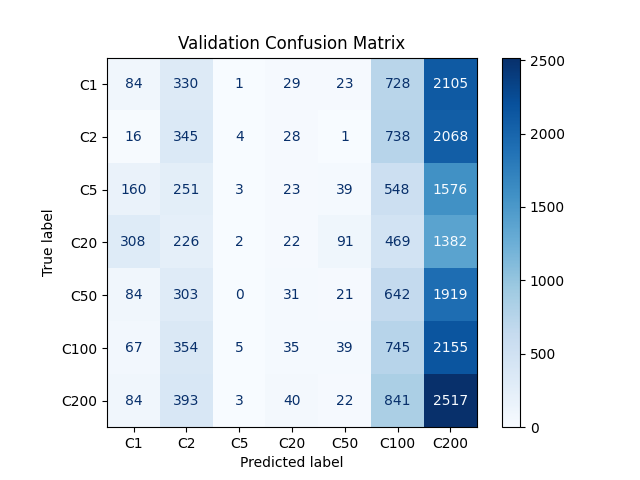 Validation Confusion Matrix
C1 84 330 1 29 23 728 2105
C2 16 345 4 28 1 738 2068
C5 160 251 3 23 39 548 1576
C20 308 226 2 22 91 469 1382
C50 84 303 0 31 21 642 1919
C100 67 354 5 35 39 745 2155
C200 84 393 3 40 22 841 2517
C1 C2 C5 C20 C50 C100 C200
Predicted label
True label
2500
2000
1500
1000
500
0